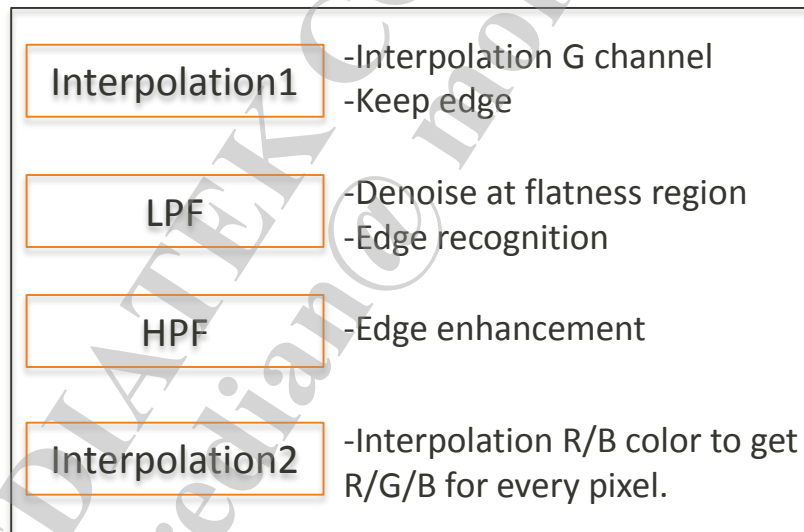 Interpolation1
-Interpolation G channel
-Keep edge
LPF
-Denoise at flatness region
-Edge recognition
HPF
-Edge enhancement
Interpolation2
-Interpolation R/B color to get
R/G/B for every pixel.